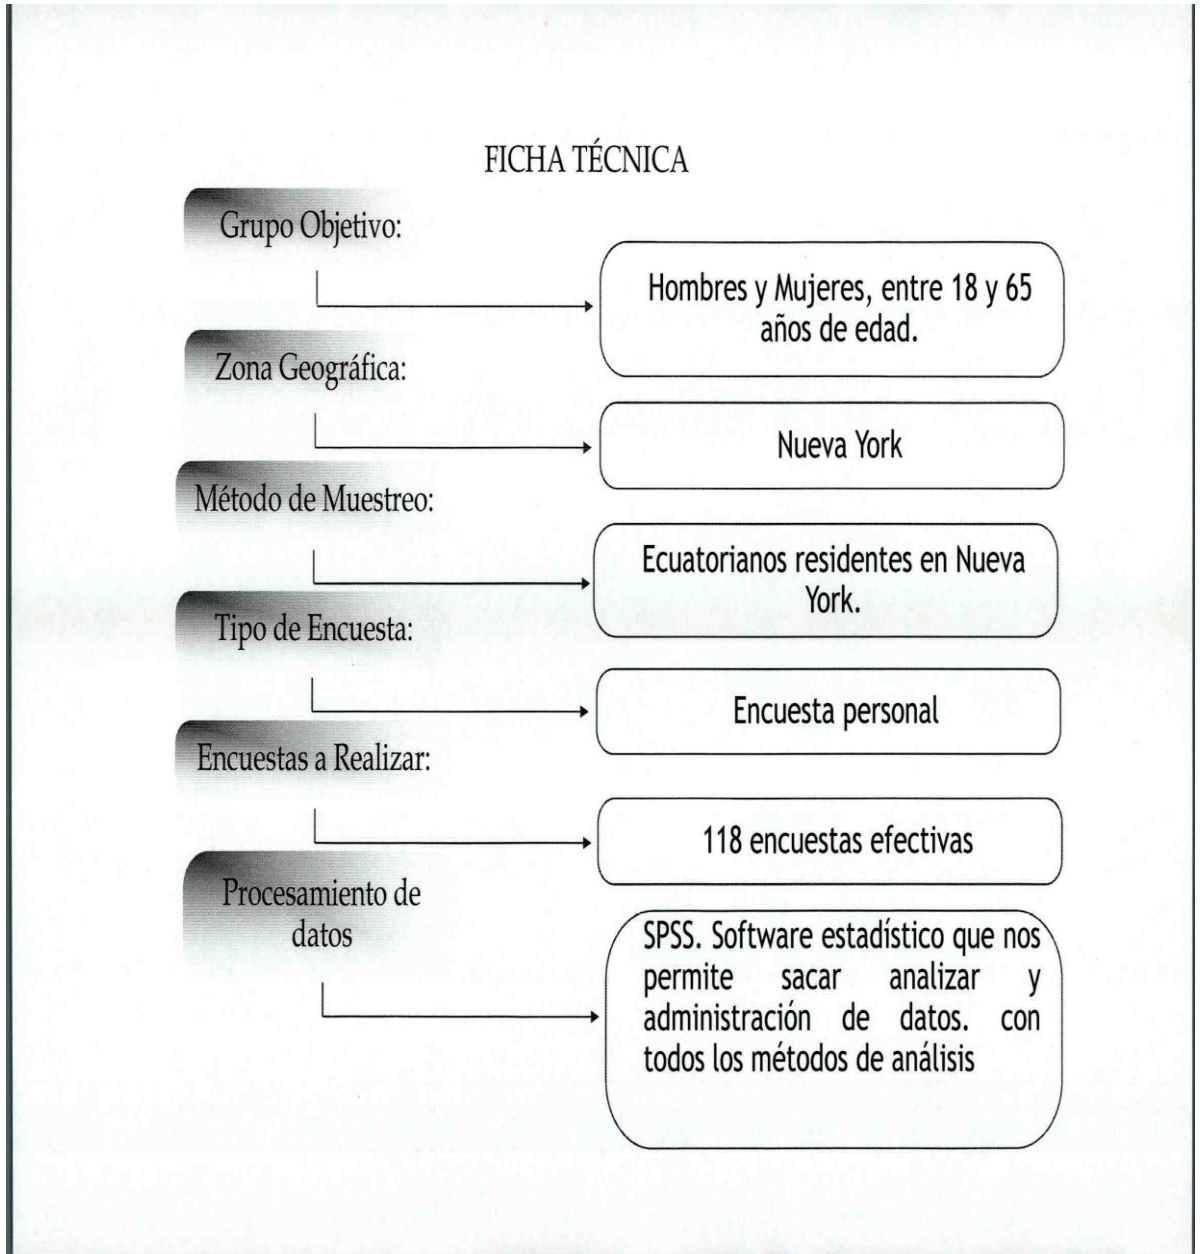 FICHA TÉCNICA
Grupo Objetivo:
Hombres y Mujeres, entre 18 y 65
años de edad.
Zona Geográfica:
Nueva York
Método de Muestreo:
Ecuatorianos residentes en Nueva
York.
Tipo de Encuesta:
Encuesta personal
Encuestas a Realizar:
118 encuestas efectivas
Procesamiento de
datos
SPSS. Software estadístico que nos
permite sacar analizar y
administración de datos. con
todos los métodos de análisis